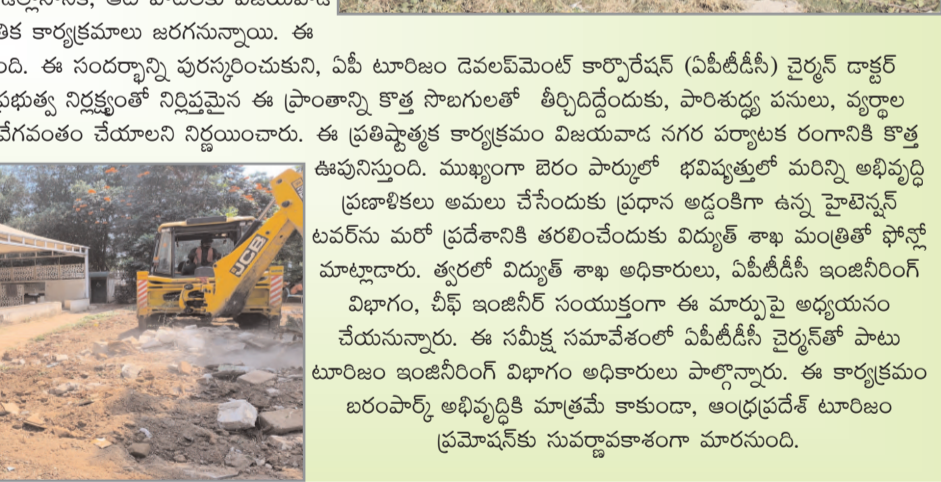 తిక కార్యక్రమాలు జరగనున్నాయి. ఈ
ంది. ఈ సందర్భాన్ని పురస్కరించుకుని, ఏపీ టూరిజం డెవలప్‌మెంట్ కార్పొరేషన్ (ఏపీటీడీసీ) చైర్మన్ డాక్టర్
పభుత్వ నిర్లక్ష్యంతో నిర్లిప్తమైన ఈ ప్రాంతాన్ని కొత్త సొబగులతో తీర్చిదిద్దేందుకు, పారిశుద్ధ్య పనులు, వ్యర్థాల
వేగవంతం చేయాలని నిర్ణయించారు. ఈ ప్రతిష్టాత్మక కార్యక్రమం విజయవాడ నగర పర్యాటక రంగానికి కొత్త
ఊపునిస్తుంది. ముఖ్యంగా బెరం పార్కులో భవిష్యత్తులో మరిన్ని అభివృద్ధి
ప్రణాళికలు అమలు చేసేందుకు ప్రధాన అడ్డంకిగా ఉన్న హైటెన్షన్
టవర్‌ను మరో ప్రదేశానికి తరలించేందుకు విద్యుత్ శాఖ మంత్రితో ఫోన్లో
మాట్లాడారు. త్వరలో విద్యుత్ శాఖ అధికారులు, ఏపీటీడీసీ ఇంజినీరింగ్
విభాగం, చీఫ్ ఇంజినీర్ సంయుక్తంగా ఈ మార్పుపై అధ్యయనం
చేయనున్నారు. ఈ సమీక్ష సమావేశంలో ఏపీటీడీసీ చైర్మన్‌తో పాటు
టూరిజం ఇంజినీరింగ్ విభాగం అధికారులు పాల్గొన్నారు. ఈ కార్యక్రమం
బరంపార్క్ అభివృద్ధికి మాత్రమే కాకుండా, ఆంధ్రప్రదేశ్ టూరిజం
ప్రమోషన్‌కు సువర్ణావకాశంగా మారనుంది.
JCB